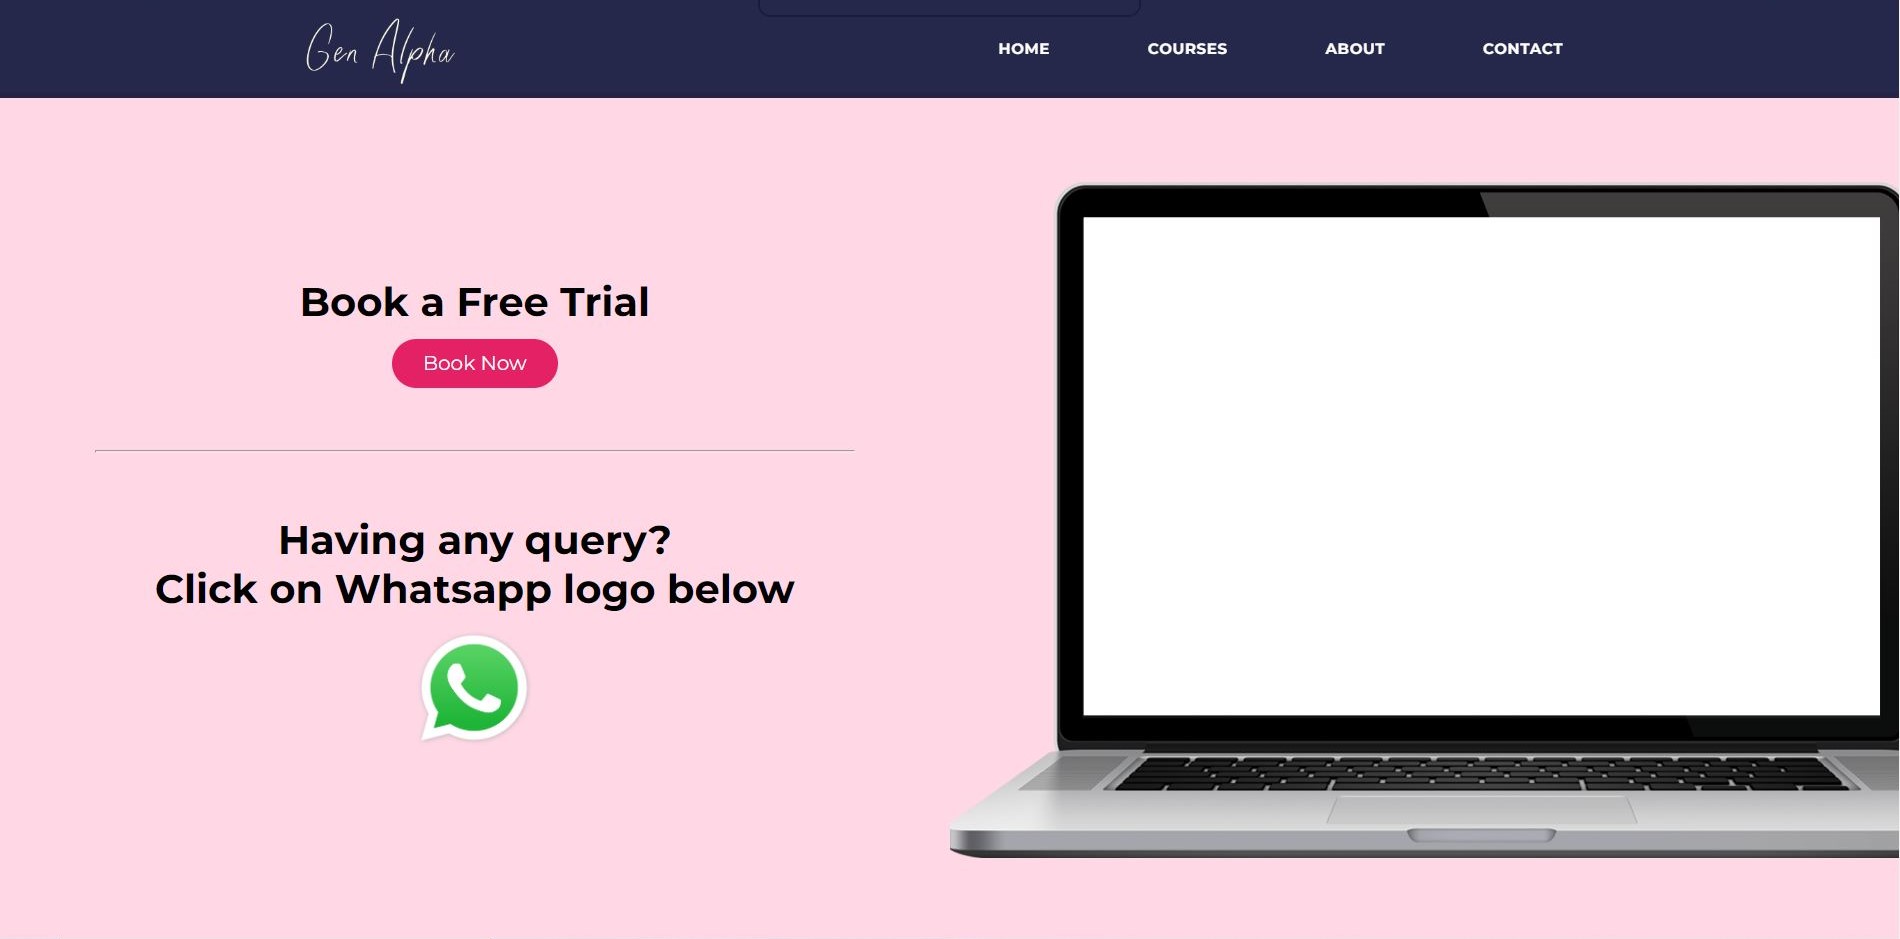 Gen Alpha
HOME COURSES ABOUT CONTACT
Book a Free Trial
Book Now
Having any query?
Click on Whatsapp logo below